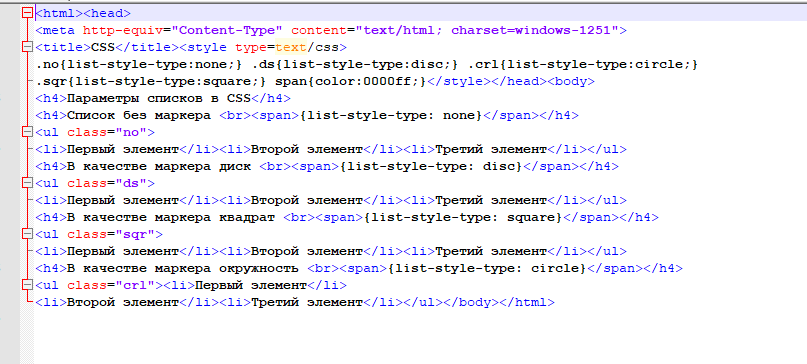 <html><head>
<meta http-equiv="Content-Type" content="text/html; charset=windows-1251">
<title>CSS</title><style type=text/css>
.no{list-style-type:none;} .ds{list-style-type:disc;} .crl{list-style-type:circle;}
.sqr{list-style-type:square;} span{color:0000ff;}</style></head><body>
<h4>Параметры списков в CSS</h4>
<h4>Список без маркера <br><span>{list-style-type: none}</span></h4>
<ul class="no">
<li>Первый элемент</li><li>Второй элемент</li><li>Третий элемент</li></ul>
<h4>В качестве маркера диск <br><span>{list-style-type: disc}</span></h4>
<ul class="ds">
<li>Первый элемент</li><li>Второй элемент</li><li>Третий элемент</li></ul>
<h4>В качестве маркера квадрат <br><span>{list-style-type: square}</span></h4>
<ul class="sqr">
<li>Первый элемент</li><li>Второй элемент</li><li>Третий элемент</li></ul>
<h4>В качестве маркера окружность <br><span>{list-style-type: circle}</span></h4>
<ul class="crl"><li>Первый элемент</li>
<li>Второй элемент</li><li>Третий элемент</li></ul></body></html>